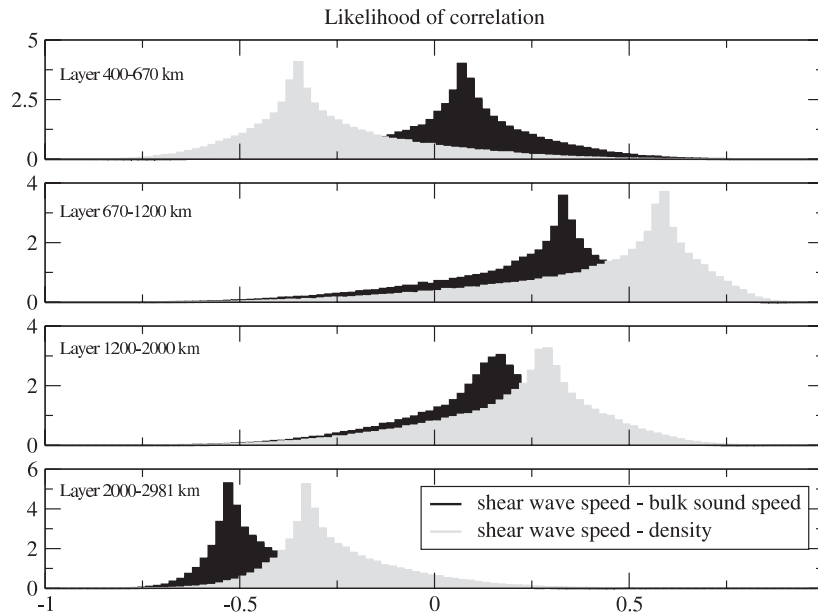 Likelihood of correlation
5
Layer 400-670 km
2.5
0
4
Layer 670-1200 km
2
0
4
Layer 1200-2000 km
2
0
6
Layer 2000-2981 km
shear wave speed - bulk sound speed
4
shear wave speed - density
2
0
-1 -0.5 0 0.5